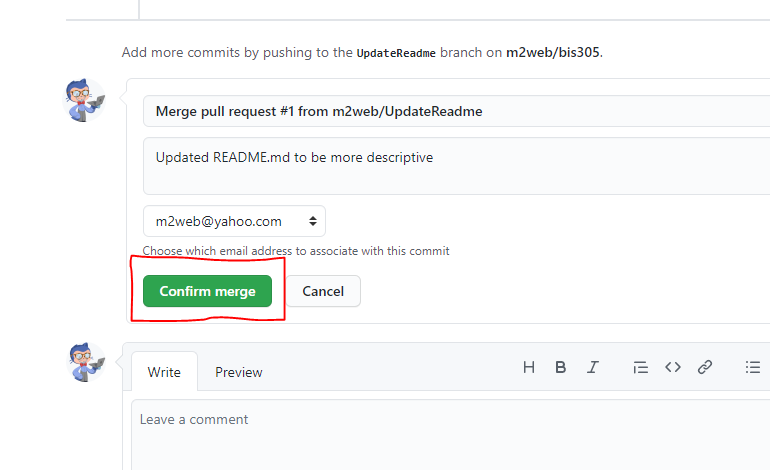 Add more commits by pushing to the UpdateReadme branch on m2web/bis305.
Merge pull request #1 from m2web/UpdateReadme
Updated README.md to be more descriptive
m2web@yahoo.com
Choose which email address to associate with this commit
Confirm merge Cancel
Write Preview H B I
Leave a comment